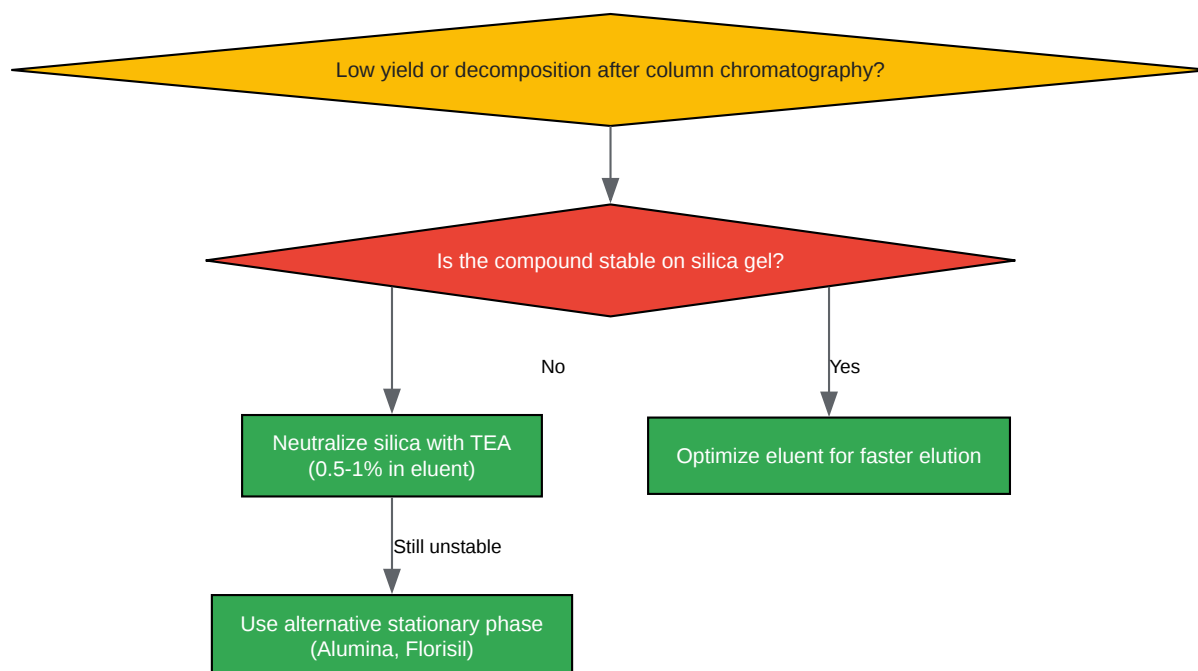 Low yield or decomposition after column chromatography?
Is the compound stable on silica gel?
No
Yes
Neutralize silica with TEA
(0.5-1% in eluent)
Optimize eluent for faster elution
Still unstable
Use alternative stationary phase
(Alumina, Florisil)